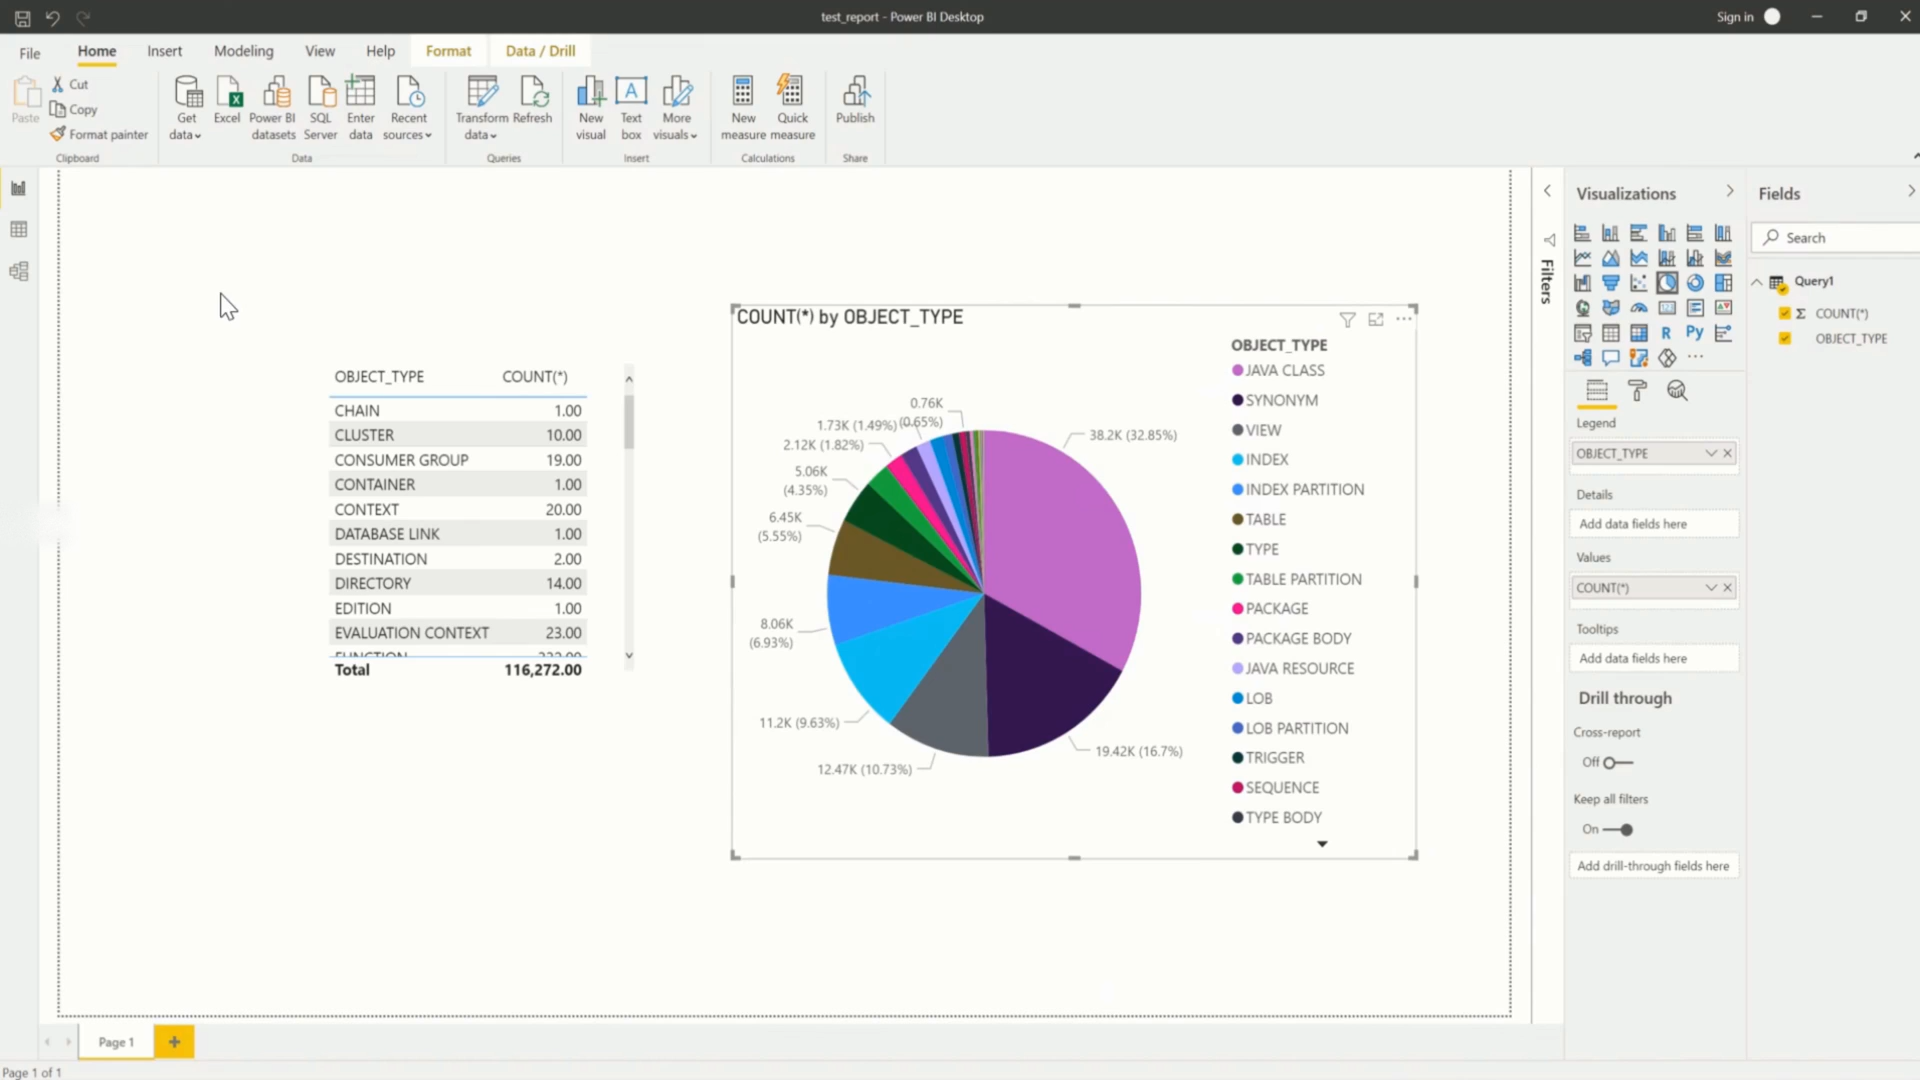 test_report - Power BI Desktop
Sign in
File
Home
Insert
Modeling
View
Help
Format
Data / Drill
Paste
Cut
Copy
Format painter
Clipboard
Get data
Excel
Power BI datasets
SQL Server
Enter data
Recent sources
Data
Transform data
Refresh
Queries
New visual
Text box
More visuals
Insert
New measure
Quick measure
Calculations
Publish
Share
OBJECT_TYPE COUNT(*)
CHAIN 1.00
CLUSTER 10.00
CONSUMER GROUP 19.00
CONTAINER 1.00
CONTEXT 20.00
DATABASE LINK 1.00
DESTINATION 2.00
DIRECTORY 14.00
EDITION 1.00
EVALUATION CONTEXT 23.00
Total 116,272.00
COUNT(*) by OBJECT_TYPE
0.76K
(0.65%)
1.73K (1.49%)
2.12K (1.82%)
5.06K
(4.35%)
6.45K
(5.55%)
8.06K
(6.93%)
11.2K (9.63%)
12.47K (10.73%)
38.2K (32.85%)
19.42K (16.7%)
OBJECT_TYPE
JAVA CLASS
SYNONYM
VIEW
INDEX
INDEX PARTITION
TABLE
TYPE
TABLE PARTITION
PACKAGE
PACKAGE BODY
JAVA RESOURCE
LOB
LOB PARTITION
TRIGGER
SEQUENCE
TYPE BODY
Filters
Visualizations
R
Py
Legend
OBJECT_TYPE
Details
Add data fields here
Values
COUNT(*)
Tooltips
Add data fields here
Drill through
Cross-report
Off
Keep all filters
On
Add drill-through fields here
Fields
Search
Query1
COUNT(*)
OBJECT_TYPE
Page 1
Page 1 of 1